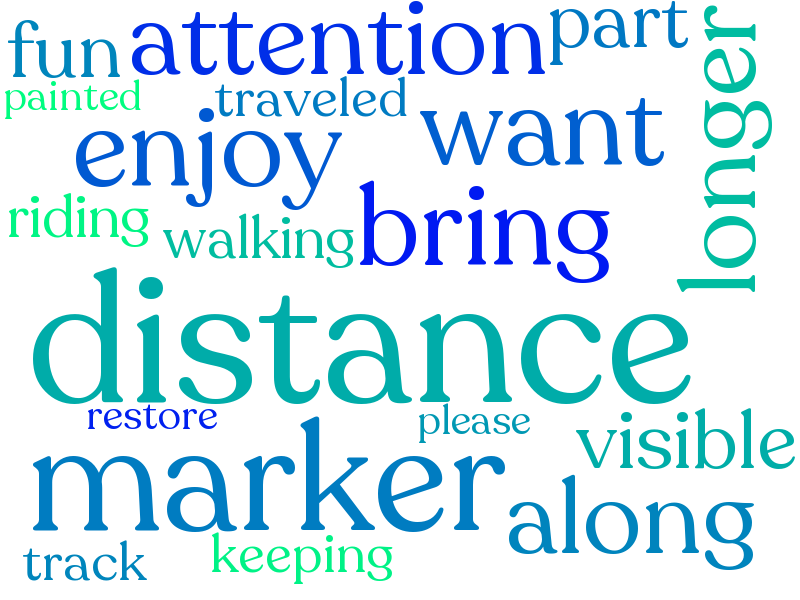 fun attention part
painted traveled longer
enjoy want
riding walking bring
distance
restore please visible
marker along
track keeping